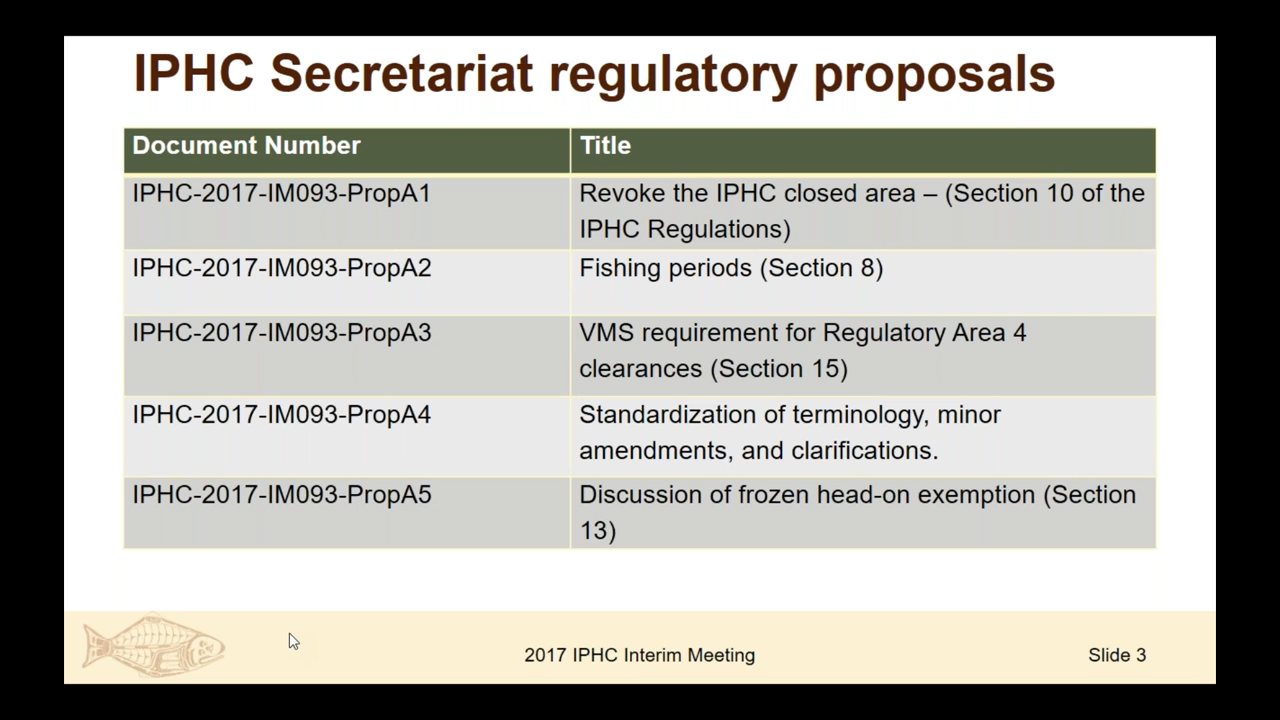 IPHC Secretariat regulatory proposals
Document Number
Title
IPHC-2017-IM093-PropA1
Revoke the IPHC closed area – (Section 10 of the
IPHC Regulations)
IPHC-2017-IM093-PropA2
Fishing periods (Section 8)
IPHC-2017-IM093-PropA3
VMS requirement for Regulatory Area 4
clearances (Section 15)
IPHC-2017-IM093-PropA4
Standardization of terminology, minor
amendments, and clarifications.
IPHC-2017-IM093-PropA5
Discussion of frozen head-on exemption (Section
13)
2017 IPHC Interim Meeting
Slide 3